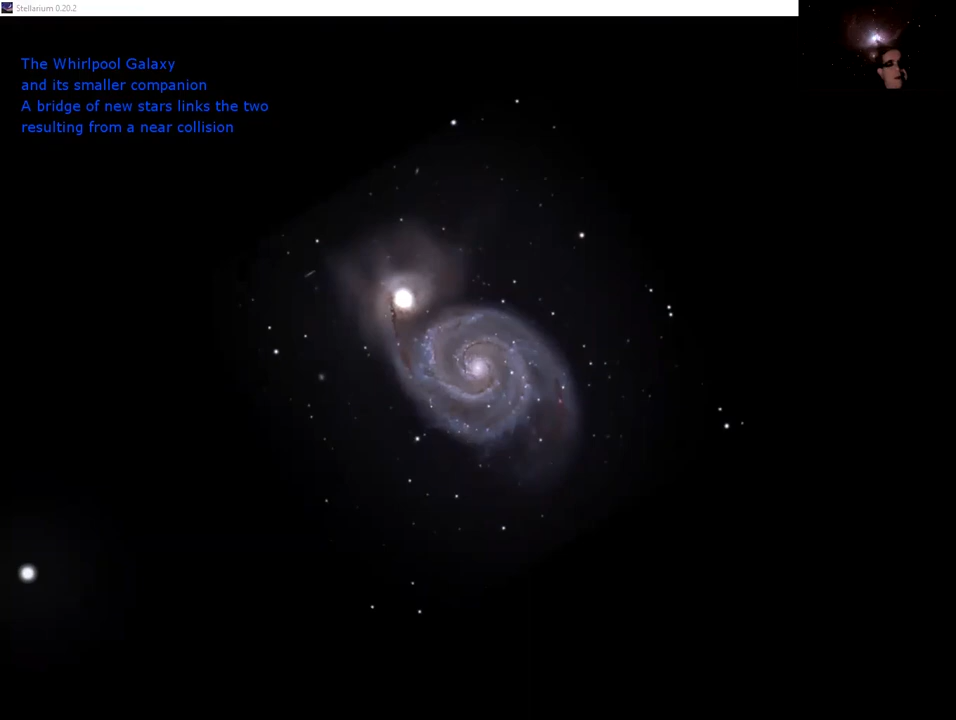 Stellarium 0.20.2
The Whirlpool Galaxy
and its smaller companion
A bridge of new stars links the two
resulting from a near collision